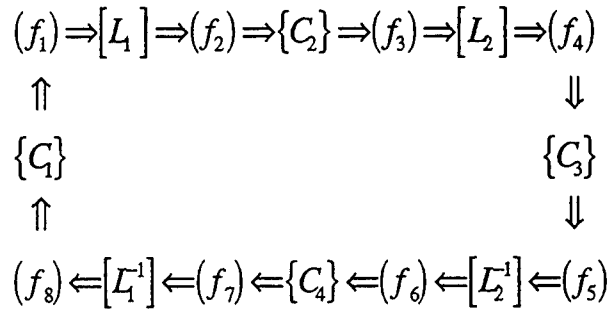 (f₁)⇒[L₁]⇒(f₂)⇒{C₂}⇒(f₃)⇒[L₂]⇒(f₄)
⇑ ⇓
{C₁} {C₃}
⇑ ⇓
(f₈)⇐[L₁⁻¹]⇐(f₇)⇐{C₄}⇐(f₆)⇐[L₂⁻¹]⇐(f₅)